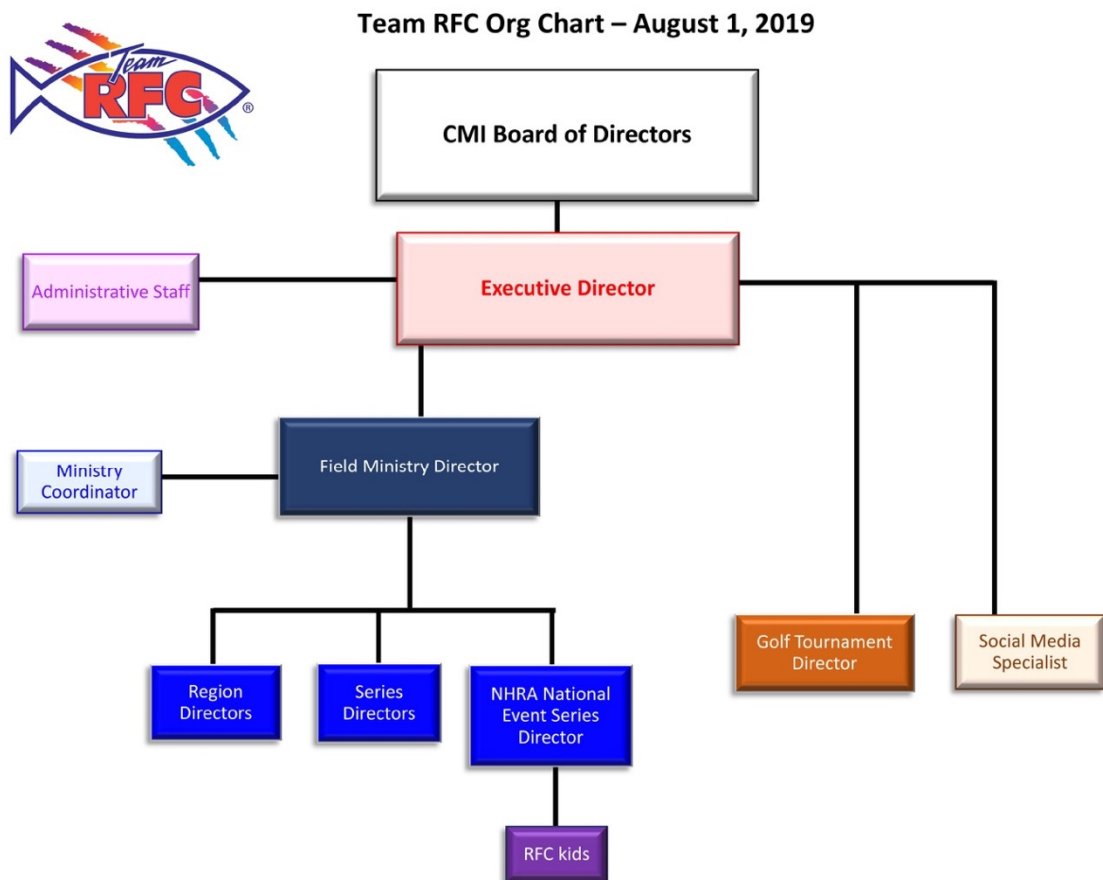 Team RFC Org Chart – August 1, 2019
Team
RFC
®
CMI Board of Directors
Administrative Staff
Executive Director
Ministry
Coordinator
Field Ministry Director
Region
Directors
Series
Directors
NHRA National
Event Series
Director
Golf Tournament
Director
Social Media
Specialist
RFC kids